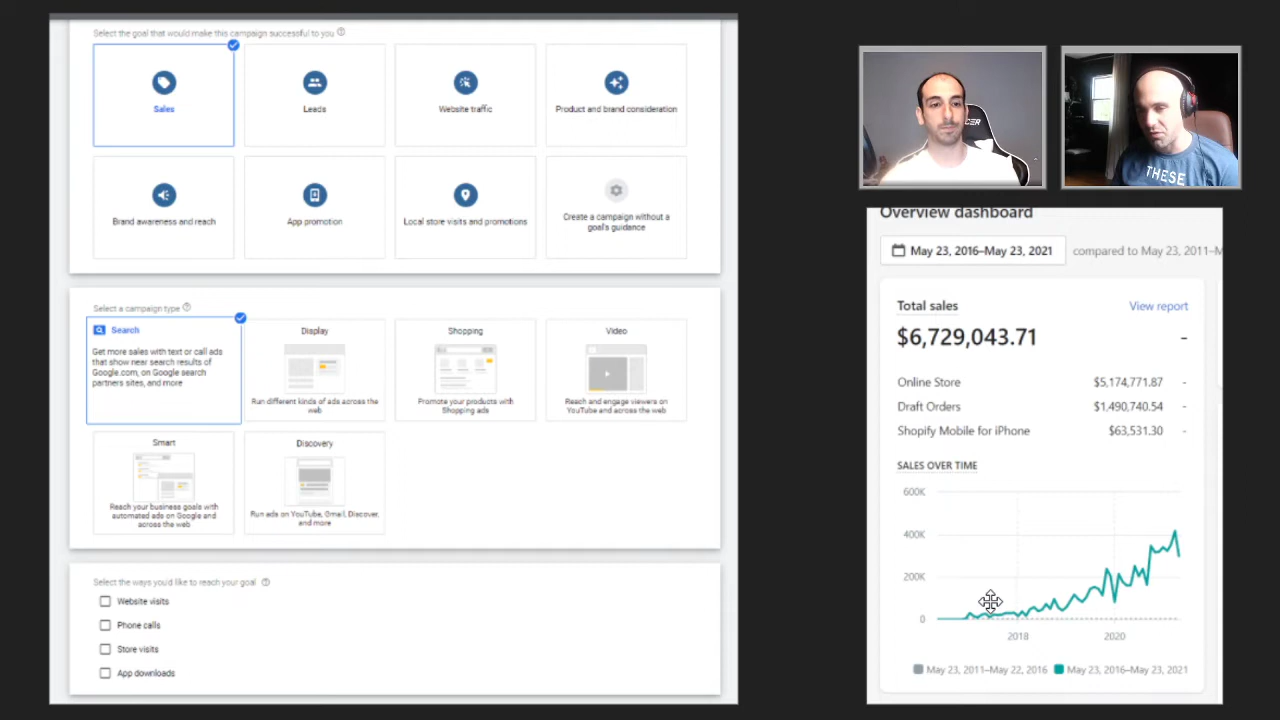 Select the goal that would make this campaign successful to you
Sales
Leads
Website traffic
Product and brand consideration
Brand awareness and reach
App promotion
Local store visits and promotions
Create a campaign without a
goal's guidance
Select a campaign type
Search
Get more sales with text or call ads
that show near search results of
Google.com, on Google search
partners sites, and more
Display
Run different kinds of ads across the
web
Shopping
Promote your products with
Shopping ads
Video
Reach and engage viewers on
YouTube and across the web
Smart
Reach your business goals with
automated ads on Google and
across the web
Discovery
Run ads on YouTube, Gmail, Discover,
and more
Select the ways you'd like to reach your goal
Website visits
Phone calls
Store visits
App downloads
CER
THESE
Overview dashboard
May 23, 2016–May 23, 2021
compared to May 23, 2011–M
Total sales
View report
$6,729,043.71
-
Online Store $5,174,771.87 -
Draft Orders $1,490,740.54 -
Shopify Mobile for iPhone $63,531.30 -
SALES OVER TIME
600K
400K
200K
0
2018 2020
May 23, 2011–May 22, 2016 May 23, 2016–May 23, 2021